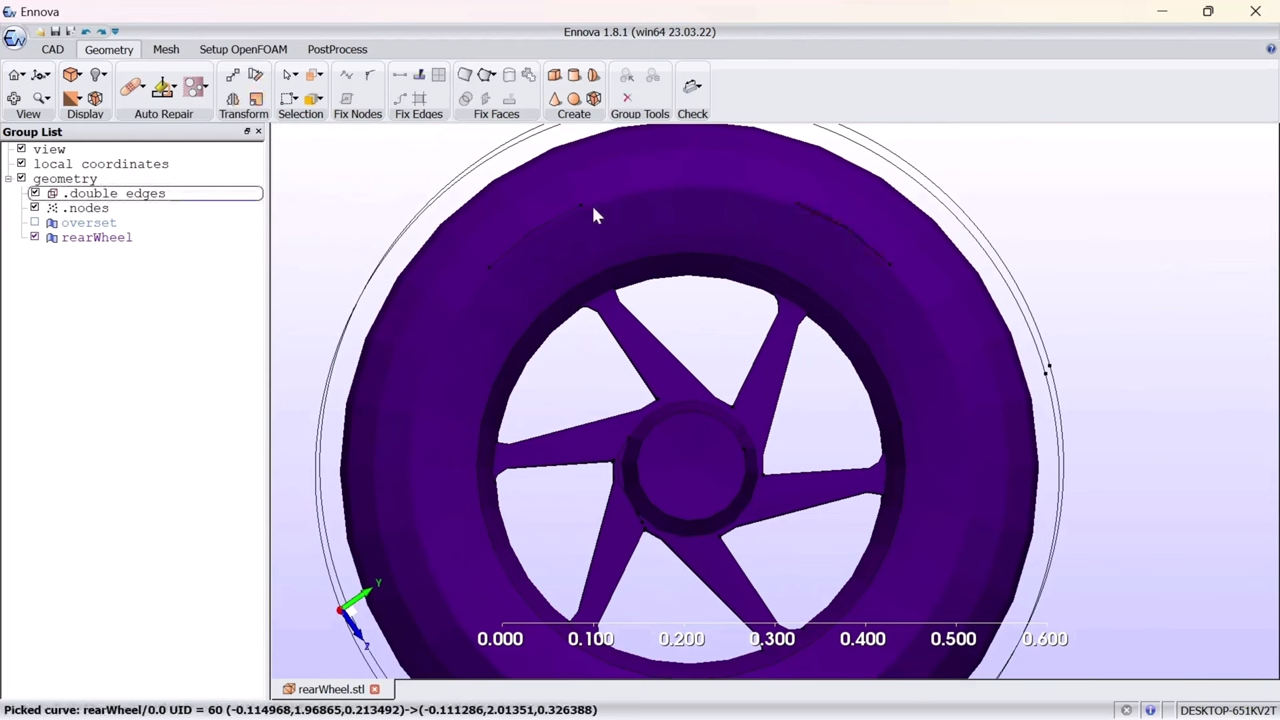 Ennova
Ennova 1.8.1 (win64 23.03.22)
CAD Geometry Mesh Setup OpenFOAM PostProcess
View Display Auto Repair Transform Selection Fix Nodes Fix Edges Fix Faces Create Group Tools Check
Group List
view
local coordinates
geometry
.double edges
.nodes
overset
rearWheel
Y
Z
0.000 0.100 0.200 0.300 0.400 0.500 0.600
rearWheel.stl
Picked curve: rearWheel/0.0 UID = 60 (-0.114968,1.96865,0.213492)->(-0.111286,2.01351,0.326388)
DESKTOP-651KV2T